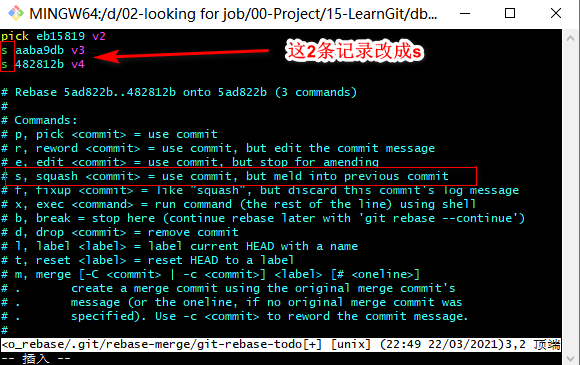 MINGW64:/d/02-looking for job/00-Project/15-LearnGit/db...
pick eb15819 v2
s aaba9db v3
s 482812b v4
这2条记录改成s
# Rebase 5ad822b..482812b onto 5ad822b (3 commands)
#
# Commands:
# p, pick <commit> = use commit
# r, reword <commit> = use commit, but edit the commit message
# e, edit <commit> = use commit, but stop for amending
# s, squash <commit> = use commit, but meld into previous commit
# f, fixup <commit> = like "squash", but discard this commit's log message
# x, exec <command> = run command (the rest of the line) using shell
# b, break = stop here (continue rebase later with 'git rebase --continue')
# d, drop <commit> = remove commit
# l, label <label> = label current HEAD with a name
# t, reset <label> = reset HEAD to a label
# m, merge [-C <commit> | -c <commit>] <label> [# <oneline>]
# .       create a merge commit using the original merge commit's
# .       message (or the oneline, if no original merge commit was
# .       specified). Use -c <commit> to reword the commit message.
#
<o_rebase/.git/rebase-merge/git-rebase-todo[+] [unix] (22:49 22/03/2021)3,2 顶端
-- 插入 --